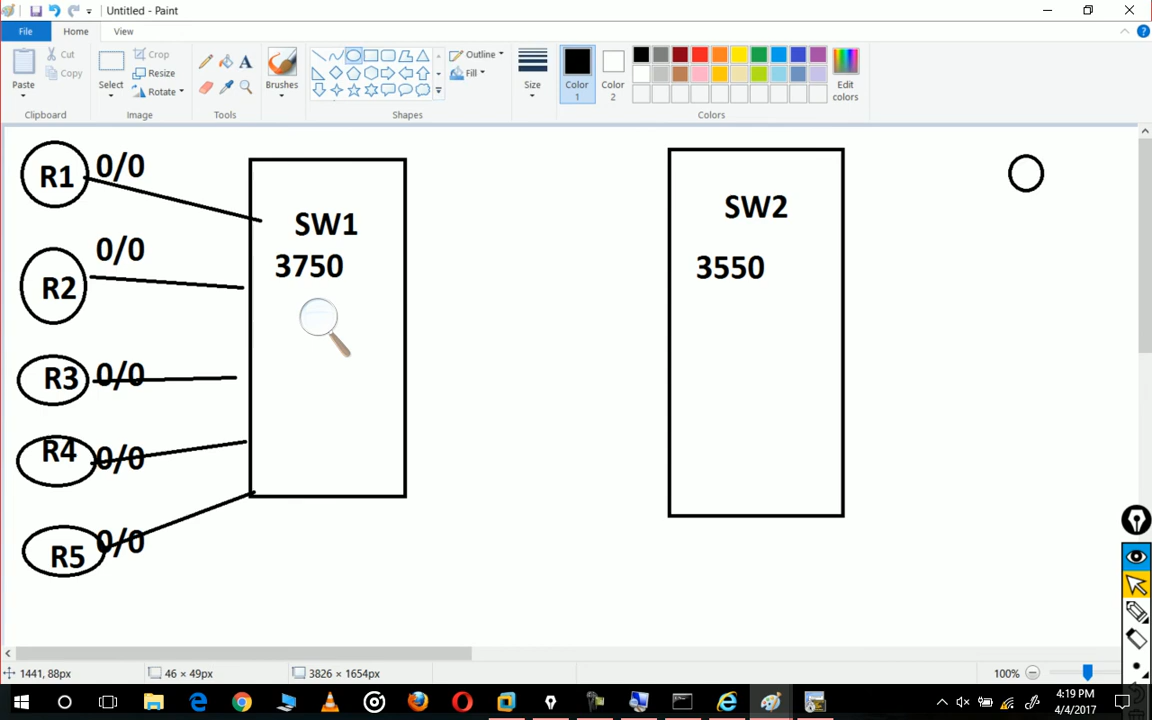 Untitled - Paint
File
Home
View
Paste
Cut
Copy
Clipboard
Select
Crop
Resize
Rotate
Image
Tools
Brushes
Outline
Fill
Shapes
Size
Color 1
Color 2
Edit colors
Colors
R1 0/0
R2 0/0
R3 0/0
R4 0/0
R5 0/0
SW1
3750
SW2
3550
1441, 88px
46 × 49px
3826 × 1654px
100%
4:19 PM
4/4/2017